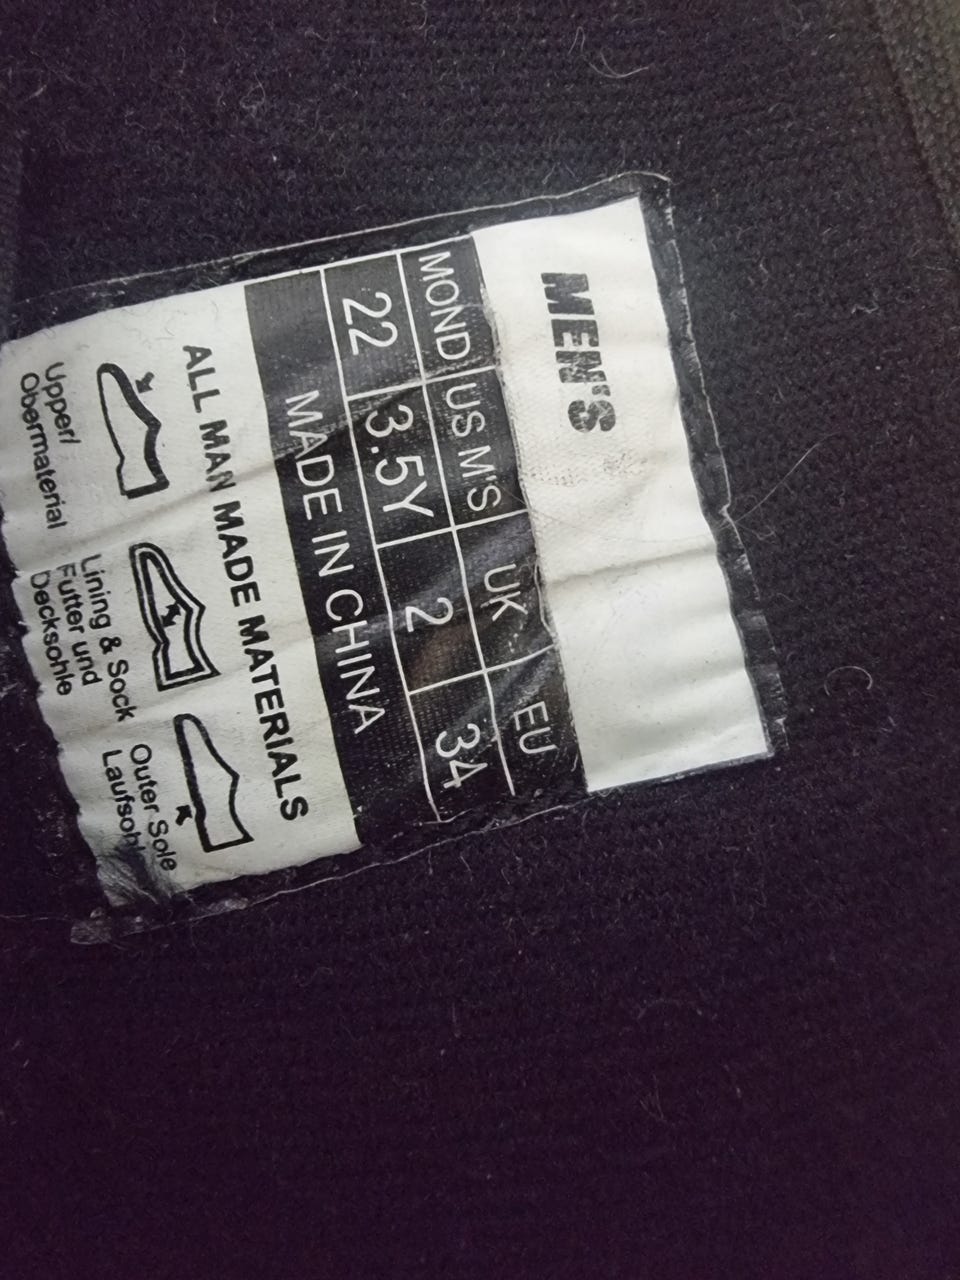 MEN'S
MOND US M'S UK EU
22 3.5Y 2 34
MADE IN CHINA
ALL MAN MADE MATERIALS
Upper/
Obermaterial
Lining & Sock
Futter und
Decksohle
Outer Sole